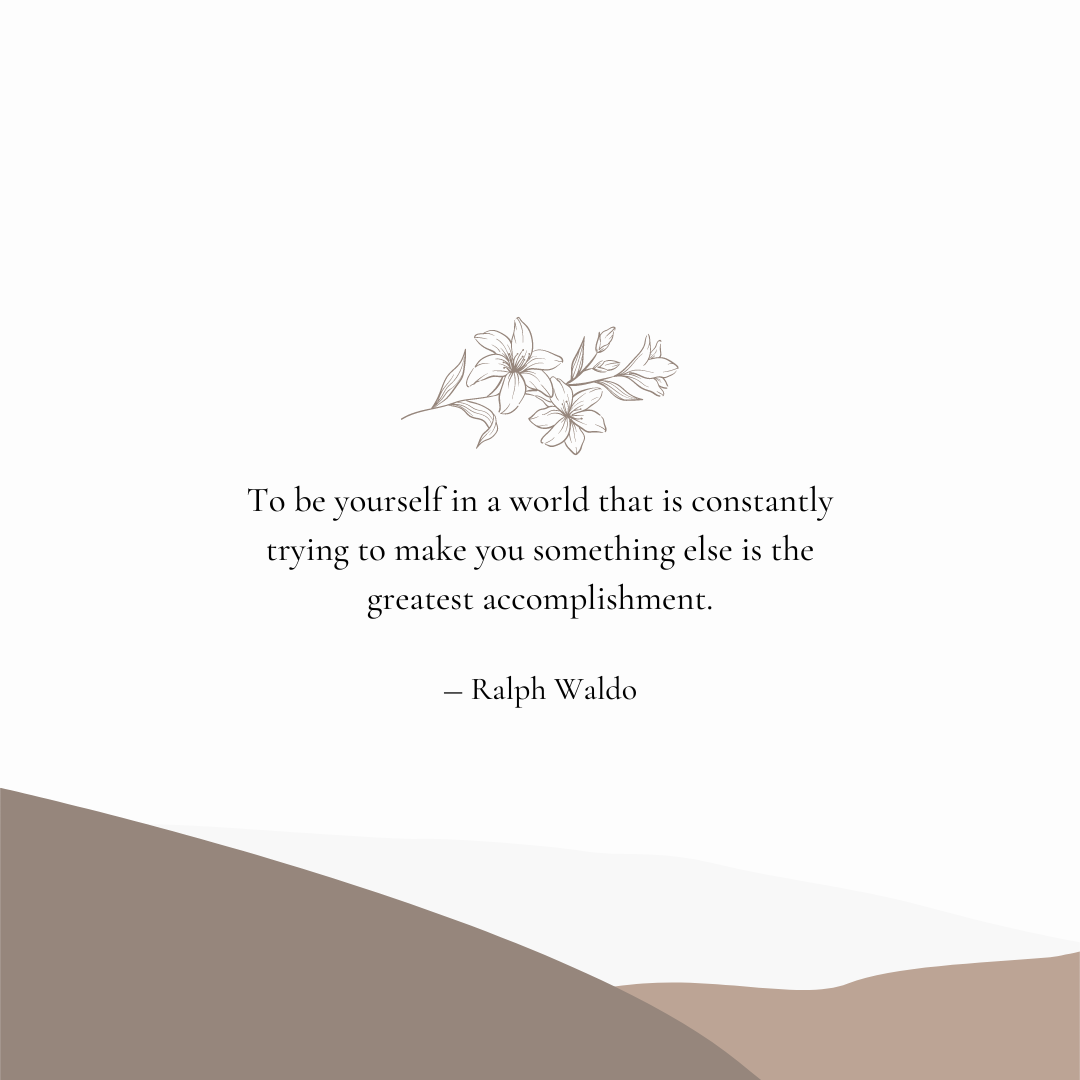 To be yourself in a world that is constantly
trying to make you something else is the
greatest accomplishment.
– Ralph Waldo